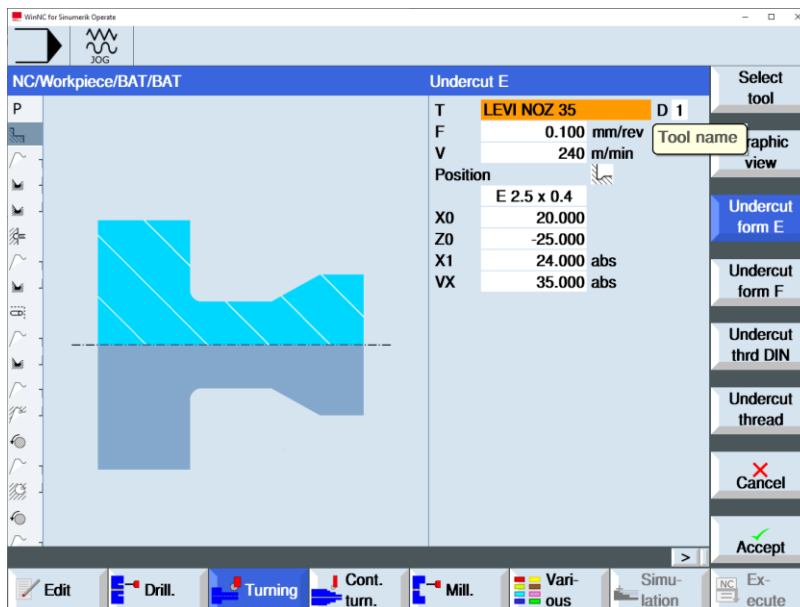 WinNC for Sinumerik Operate
JOG
NC/Workpiece/BAT/BAT
Undercut E
P
T LEVI NOZ 35 D 1
F 0.100 mm/rev
V 240 m/min
Position
E 2.5 x 0.4
X0 20.000
Z0 -25.000
X1 24.000 abs
VX 35.000 abs
Tool name
Select
tool
raphic
view
Undercut
form E
Undercut
form F
Undercut
thrd DIN
Undercut
thread
Cancel
Accept
>
Edit
Drill.
Turning
Cont.
turn.
Mill.
Vari-
ous
Simu-
lation
NC
Ex-
ecute